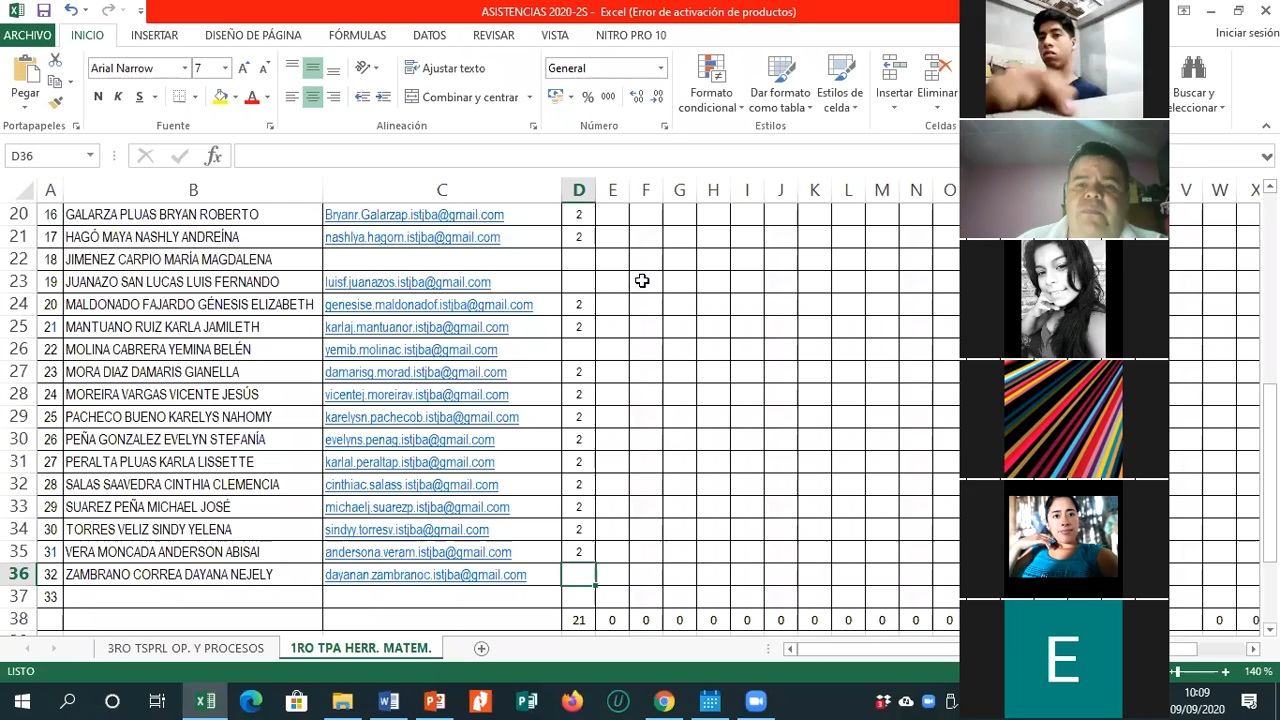 ASISTENCIAS 2020-2S - Excel (Error de activación de productos)
ARCHIVO INICIO INSERTAR DISEÑO DE PÁGINA FÓRMULAS DATOS REVISAR VISTA NITRO PRO 10 Iniciar sesión
Arial Narrow 7 Ajustar texto General
Pegar N K S Combinar y centrar % 000 Formato condicional Dar formato como tabla Estilos de celda Insertar Eliminar Buscar y seleccionar
Portapapeles Fuente Alineación Número Estilos Celdas
D36 fx
A B C D E F G H I J K L M N O V W X
20 16 GALARZA PLUAS BRYAN ROBERTO Bryanr.Galarzap.istjba@gmail.com 2
21 17 HAGÓ MAYA NASHLY ANDREÍNA nashlya.hagom.istjba@gmail.com 2
22 18 JIMENEZ CARPIO MARÍA MAGDALENA
23 19 JUANAZO SAN LUCAS LUIS FERNANDO luisf.juanazos.istjba@gmail.com
24 20 MALDONADO FAJARDO GÉNESIS ELIZABETH genesise.maldonadof.istjba@gmail.com 2
25 21 MANTUANO RUIZ KARLA JAMILETH karlaj.mantuanor.istjba@gmail.com 2
26 22 MOLINA CABRERA YEMINA BELÉN yemib.molinac.istjba@gmail.com
27 23 MORA DIAZ DAMARIS GIANELLA damarisg.morad.istjba@gmail.com 2
28 24 MOREIRA VARGAS VICENTE JESÚS vicentej.moreirav.istjba@gmail.com 2
29 25 PACHECO BUENO KARELYS NAHOMY karelysn.pachecob.istjba@gmail.com 2
30 26 PEÑA GONZALEZ EVELYN STEFANÍA evelyns.penag.istjba@gmail.com 2
31 27 PERALTA PLUAS KARLA LISSETTE karlal.peraltap.istjba@gmail.com 2
32 28 SALAS SAAVEDRA CINTHIA CLEMENCIA cinthiac.salass.istjba@gmail.com 2
33 29 SUAREZ PEÑA MICHAEL JOSÉ michaelj.suarezp.istjba@gmail.com 2
34 30 TORRES VELIZ SINDY YELENA sindyy.torresv.istjba@gmail.com 2
35 31 VERA MONCADA ANDERSON ABISAI andersona.veram.istjba@gmail.com 2
36 32 ZAMBRANO CORREA DAYANA NEJELY dayanan.zambranoc.istjba@gmail.com
37 33
38 21 0 0 0 0 0 0 0 0 0 0 0 0 0
E
3RO TSPRL OP. Y PROCESOS 1RO TPA HERR. MATEM.
LISTO 140 %
10:09
09/09/2020